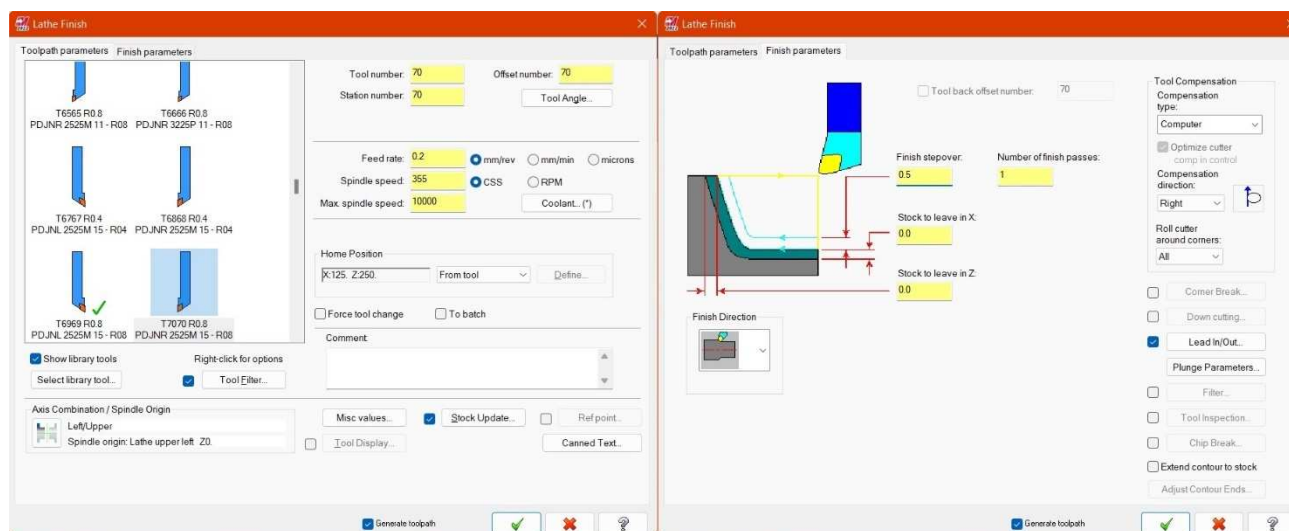 Lathe Finish
Toolpath parameters Finish parameters
T6565 R0.8 T6666 R0.8
PDJNR 2525M 11 - R08 PDJNR 3225P 11 - R08
T6767 R0.4 T6868 R0.4
PDJNL 2525M 15 - R04 PDJNR 2525M 15 - R04
T6969 R0.8 T7070 R0.8
PDJNL 2525M 15 - R08 PDJNR 2525M 15 - R08
Show library tools Right-click for options
Select library tool... Tool Filter...
Axis Combination / Spindle Origin
Left/Upper
Spindle origin: Lathe upper left Z0.
Tool number: 70 Offset number: 70
Station number: 70 Tool Angle...
Feed rate: 0.2 mm/rev mm/min microns
Spindle speed: 355 CSS RPM
Max. spindle speed: 10000 Coolant... (*)
Home Position
X:125. Z:250. From tool Define...
Force tool change To batch
Comment:
Misc values... Stock Update... Ref point...
Tool Display... Canned Text...
Generate toolpath
Lathe Finish
Toolpath parameters Finish parameters
Tool back offset number: 70
Finish stepover: Number of finish passes:
0.5 1
Stock to leave in X:
0.0
Stock to leave in Z:
0.0
Finish Direction
Tool Compensation
Compensation
type:
Computer
Optimize cutter
comp in control
Compensation
direction:
Right
Roll cutter
around corners:
All
Corner Break...
Down cutting...
Lead In/Out...
Plunge Parameters...
Filter...
Tool Inspection...
Chip Break...
Extend contour to stock
Adjust Contour Ends...
Generate toolpath